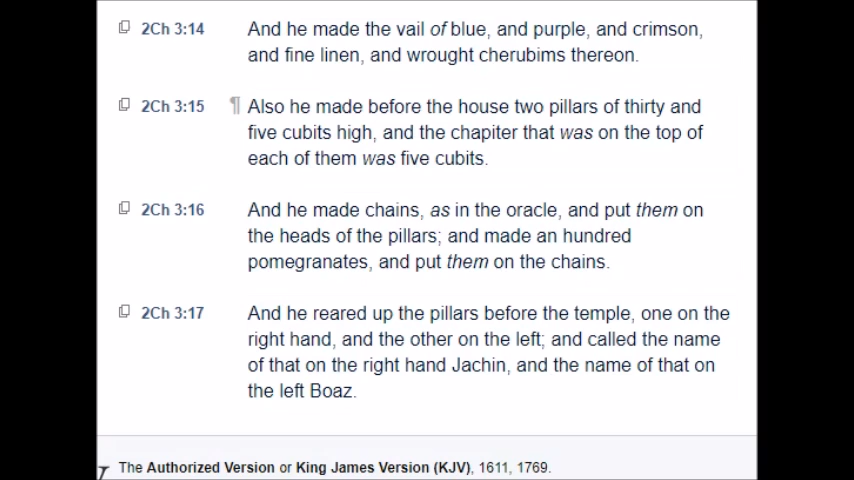 2Ch 3:14 And he made the vail of blue, and purple, and crimson,
and fine linen, and wrought cherubims thereon.
2Ch 3:15 ¶ Also he made before the house two pillars of thirty and
five cubits high, and the chapiter that was on the top of
each of them was five cubits.
2Ch 3:16 And he made chains, as in the oracle, and put them on
the heads of the pillars; and made an hundred
pomegranates, and put them on the chains.
2Ch 3:17 And he reared up the pillars before the temple, one on the
right hand, and the other on the left; and called the name
of that on the right hand Jachin, and the name of that on
the left Boaz.
The Authorized Version or King James Version (KJV), 1611, 1769.